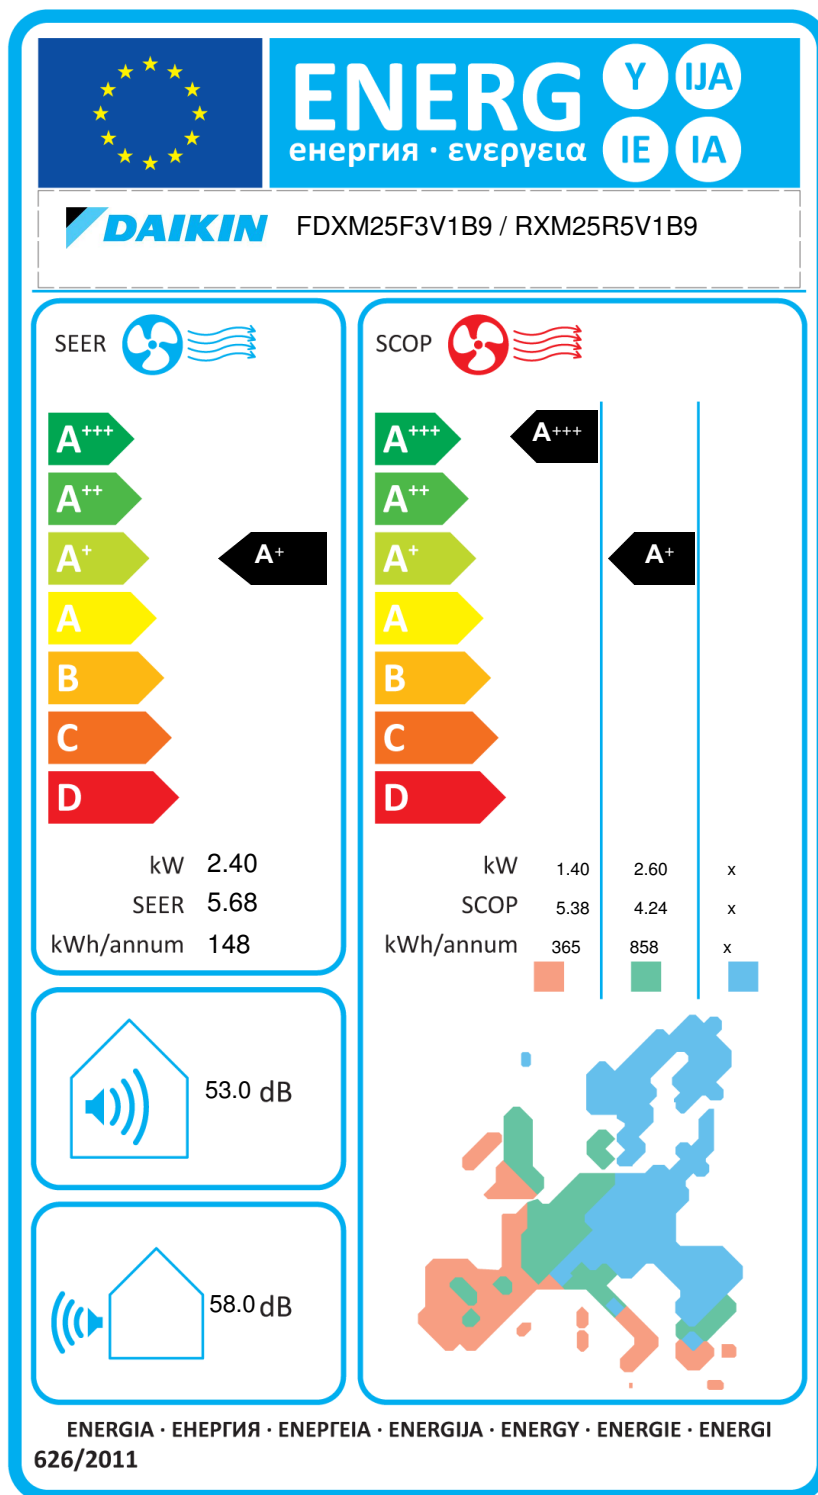 ENERG
енергия · ενεργεια
Y IJA
IE IA
DAIKIN FDXM25F3V1B9 / RXM25R5V1B9
SEER
A+++
A++
A+
A
B
C
D
A+
kW 2.40
SEER 5.68
kWh/annum 148
SCOP
A+++
A++
A+
A
B
C
D
A+++
A+
kW 1.40 2.60 x
SCOP 5.38 4.24 x
kWh/annum 365 858 x
53.0 dB
58.0 dB
ENERGIA · ЕНЕРГИЯ · ΕΝΕΡΓΕΙΑ · ENERGIJA · ENERGY · ENERGIE · ENERGI
626/2011